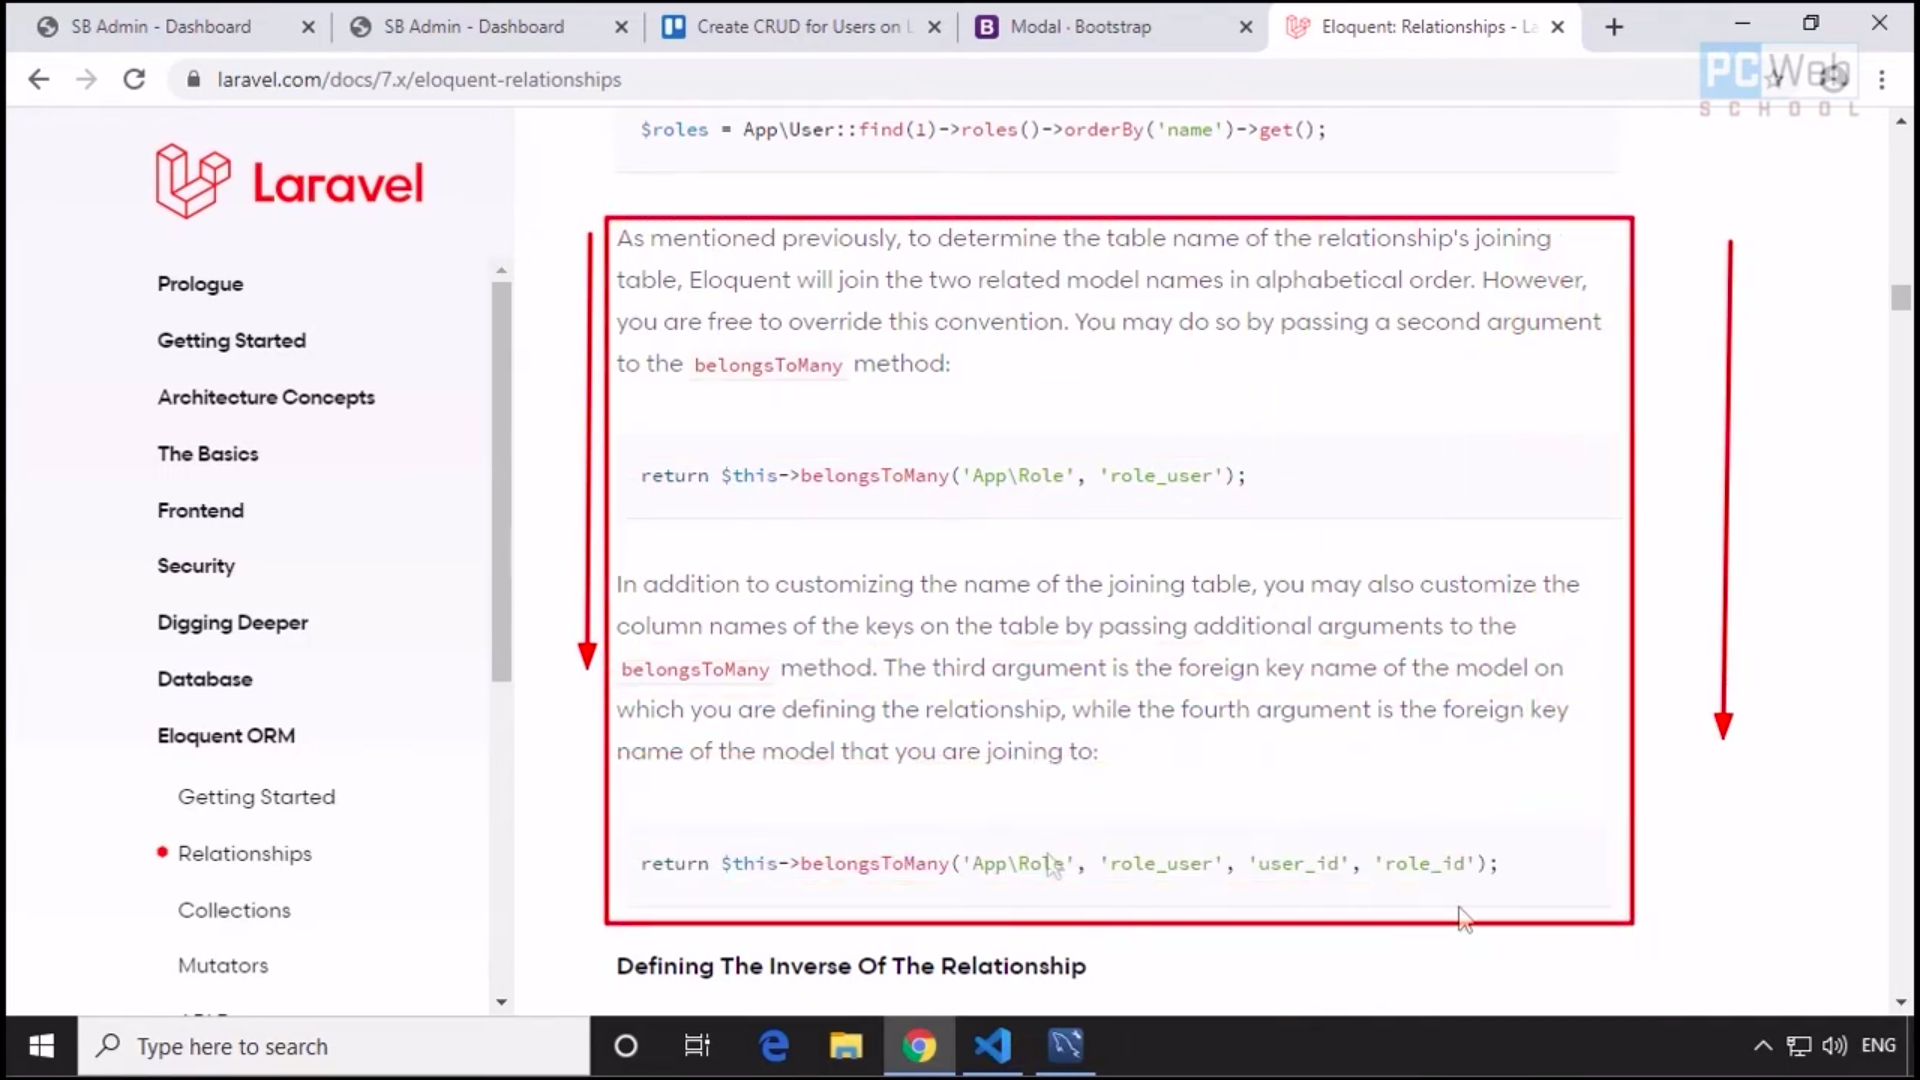 SB Admin - Dashboard
SB Admin - Dashboard
Create CRUD for Users on L
Modal · Bootstrap
Eloquent: Relationships - La
laravel.com/docs/7.x/eloquent-relationships
PC Web
SCHOOL
Laravel
Prologue
Getting Started
Architecture Concepts
The Basics
Frontend
Security
Digging Deeper
Database
Eloquent ORM
Getting Started
Relationships
Collections
Mutators
$roles = App\User::find(1)->roles()->orderBy('name')->get();
As mentioned previously, to determine the table name of the relationship's joining
table, Eloquent will join the two related model names in alphabetical order. However,
you are free to override this convention. You may do so by passing a second argument
to the belongsToMany method:
return $this->belongsToMany('App\Role', 'role_user');
In addition to customizing the name of the joining table, you may also customize the
column names of the keys on the table by passing additional arguments to the
belongsToMany method. The third argument is the foreign key name of the model on
which you are defining the relationship, while the fourth argument is the foreign key
name of the model that you are joining to:
return $this->belongsToMany('App\Role', 'role_user', 'user_id', 'role_id');
Defining The Inverse Of The Relationship
Type here to search
ENG